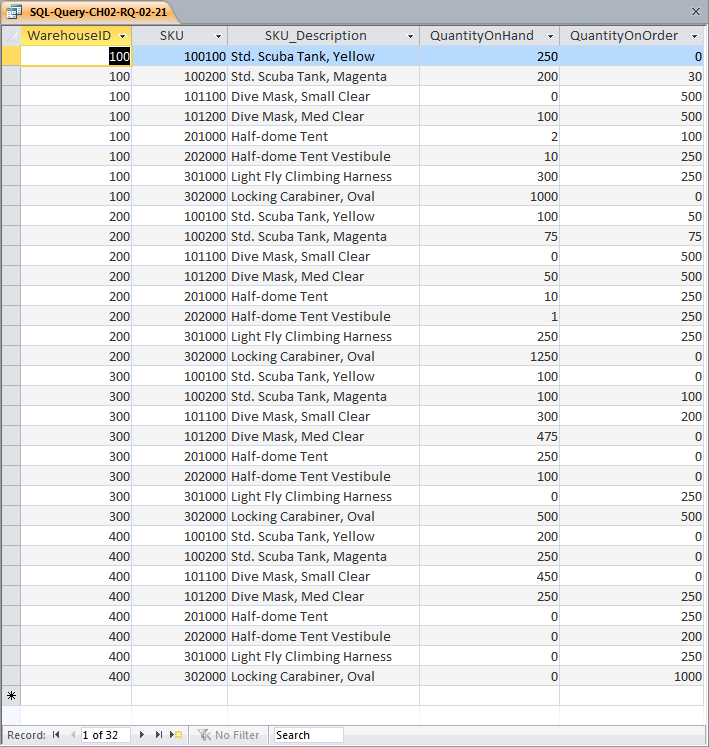 SQL-Query-CH02-RQ-02-21
WarehouseID SKU SKU_Description QuantityOnHand QuantityOnOrder
100 100100 Std. Scuba Tank, Yellow 250 0
100 100200 Std. Scuba Tank, Magenta 200 30
100 101100 Dive Mask, Small Clear 0 500
100 101200 Dive Mask, Med Clear 100 500
100 201000 Half-dome Tent 2 100
100 202000 Half-dome Tent Vestibule 10 250
100 301000 Light Fly Climbing Harness 300 250
100 302000 Locking Carabiner, Oval 1000 0
200 100100 Std. Scuba Tank, Yellow 100 50
200 100200 Std. Scuba Tank, Magenta 75 75
200 101100 Dive Mask, Small Clear 0 500
200 101200 Dive Mask, Med Clear 50 500
200 201000 Half-dome Tent 10 250
200 202000 Half-dome Tent Vestibule 1 250
200 301000 Light Fly Climbing Harness 250 250
200 302000 Locking Carabiner, Oval 1250 0
300 100100 Std. Scuba Tank, Yellow 100 0
300 100200 Std. Scuba Tank, Magenta 100 100
300 101100 Dive Mask, Small Clear 300 200
300 101200 Dive Mask, Med Clear 475 0
300 201000 Half-dome Tent 250 0
300 202000 Half-dome Tent Vestibule 100 0
300 301000 Light Fly Climbing Harness 0 250
300 302000 Locking Carabiner, Oval 500 500
400 100100 Std. Scuba Tank, Yellow 200 0
400 100200 Std. Scuba Tank, Magenta 250 0
400 101100 Dive Mask, Small Clear 450 0
400 101200 Dive Mask, Med Clear 250 250
400 201000 Half-dome Tent 0 250
400 202000 Half-dome Tent Vestibule 0 200
400 301000 Light Fly Climbing Harness 0 250
400 302000 Locking Carabiner, Oval 0 1000
Record: 1 of 32 No Filter Search